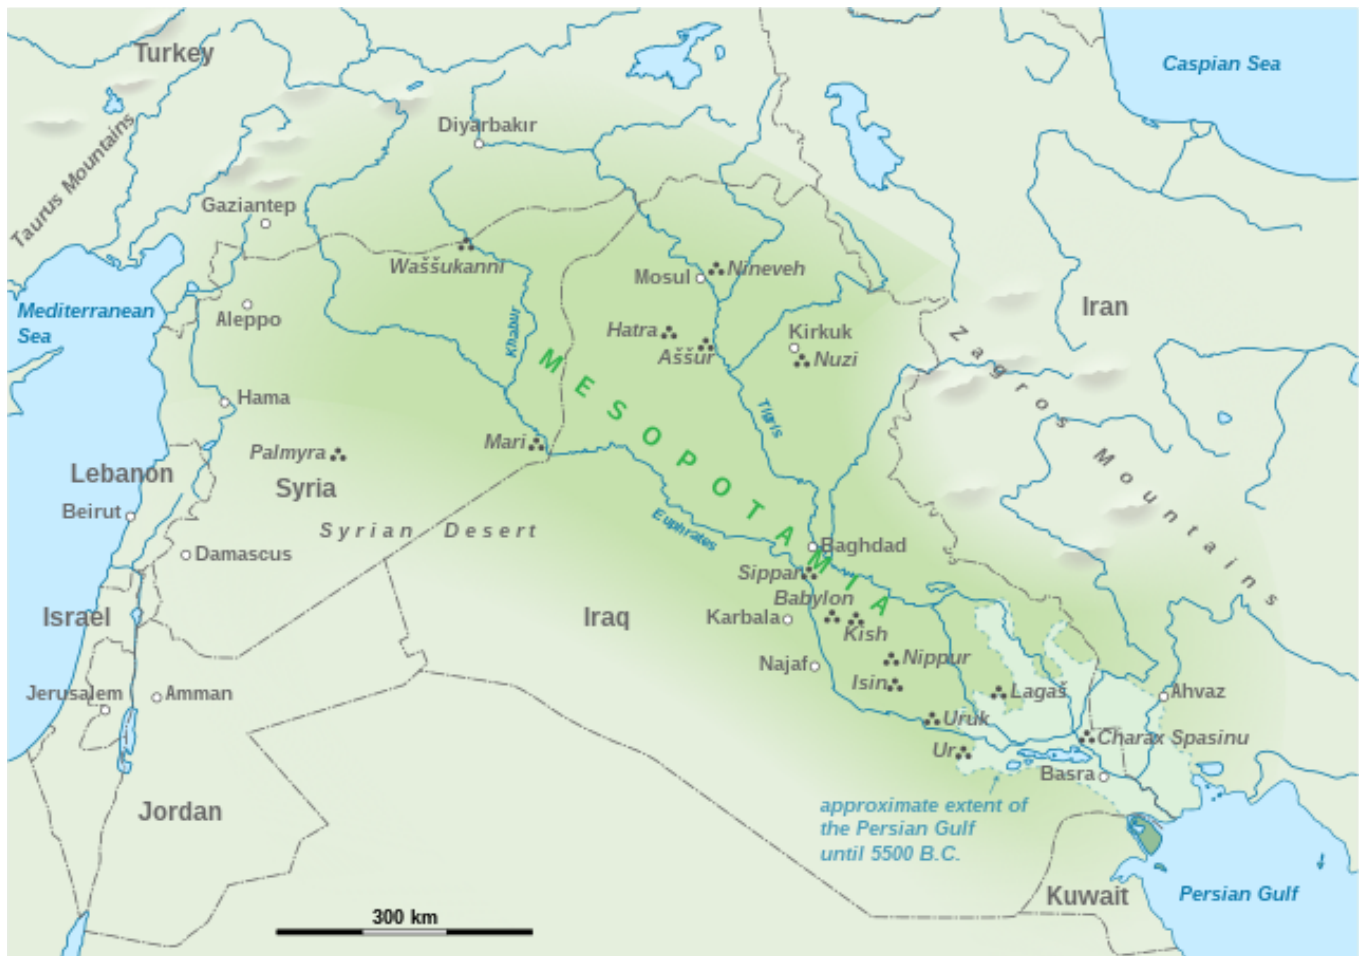 Turkey
Caspian Sea
Diyarbakır
Taurus Mountains
Gaziantep
Waššukanni
Mosul
Nineveh
Mediterranean
Sea
Aleppo
Khabur
Hatra
Aššur
Kirkuk
Nuzi
Iran
Zagros Mountains
MESOPOTAMIA
Tigris
Hama
Mari
Palmyra
Lebanon
Syria
Beirut
Syrian Desert
Euphrates
Damascus
Baghdad
Sippar
Babylon
Israel
Iraq
Karbala
Kish
Najaf
Nippur
Isin
Lagaš
Jerusalem
Amman
Ahvaz
Uruk
Ur
Charax Spasinu
Basra
Jordan
approximate extent of
the Persian Gulf
until 5500 B.C.
Kuwait
Persian Gulf
300 km